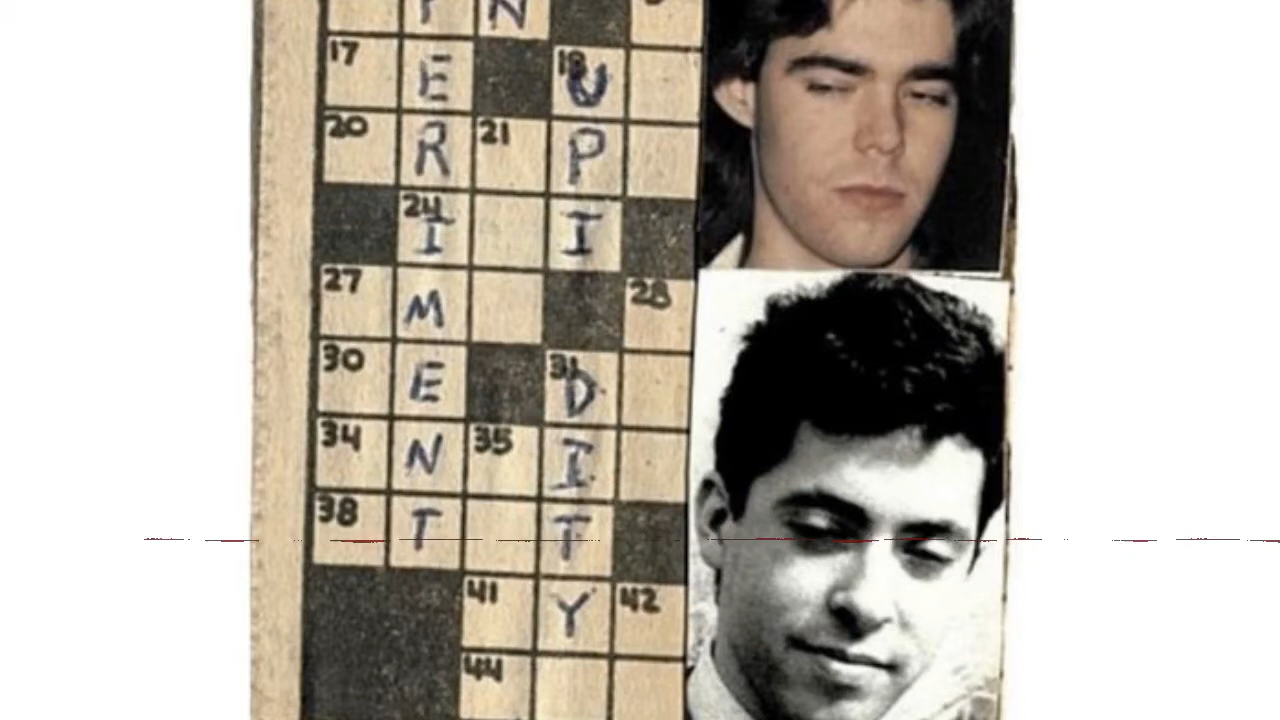 P N
17 E 18 U
20 R 21 P
24 I I
27 M 28
30 E 31 D
34 N 35 I
38 T T
41 Y 42
44